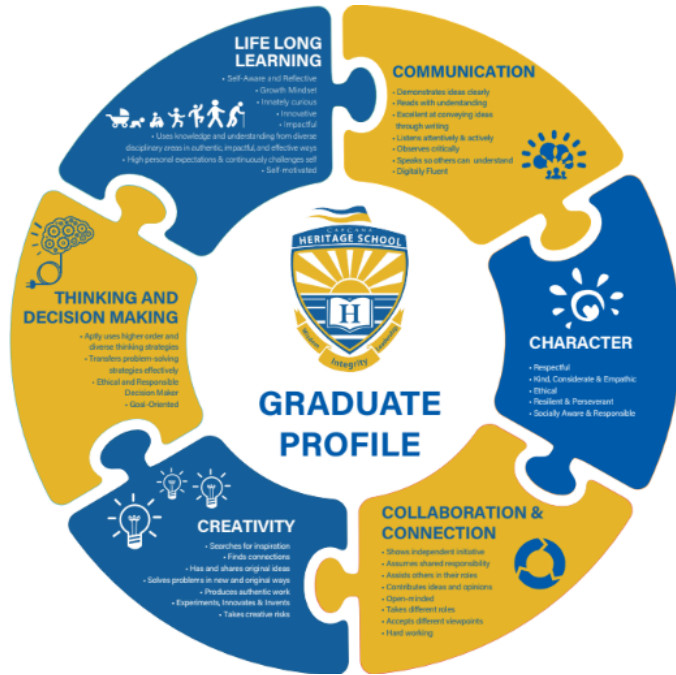 LIFE LONG
LEARNING
• Self-Aware and Reflective
• Growth Mindset
• Innately curious
• Innovative
• Impactful
• Uses knowledge and understanding from diverse
disciplinary areas in authentic, impactful, and effective ways
• High personal expectations & continuously challenges self
• Self-motivated
COMMUNICATION
• Demonstrates ideas clearly
• Reads with understanding
• Excellent at conveying ideas
through writing
• Listens attentively & actively
• Observes critically
• Speaks so others can understand
• Digitally Fluent
CHARACTER
• Respectful
• Kind, Considerate & Empathic
• Ethical
• Resilient & Perseverant
• Socially Aware & Responsible
COLLABORATION &
CONNECTION
• Shows independent initiative
• Assumes shared responsibility
• Assists others in their roles
• Contributes ideas and opinions
• Open-minded
• Takes different roles
• Accepts different viewpoints
• Hard working
CREATIVITY
• Searches for inspiration
• Finds connections
• Has and shares original ideas
• Solves problems in new and original ways
• Produces authentic work
• Experiments, Innovates & Invents
• Takes creative risks
THINKING AND
DECISION MAKING
• Aptly uses higher order and
diverse thinking strategies
• Transfers problem-solving
strategies effectively
• Ethical and Responsible
Decision Maker
• Goal-Oriented
CAP CANA
HERITAGE SCHOOL
H
Wisdom
Integrity
Leadership
GRADUATE
PROFILE